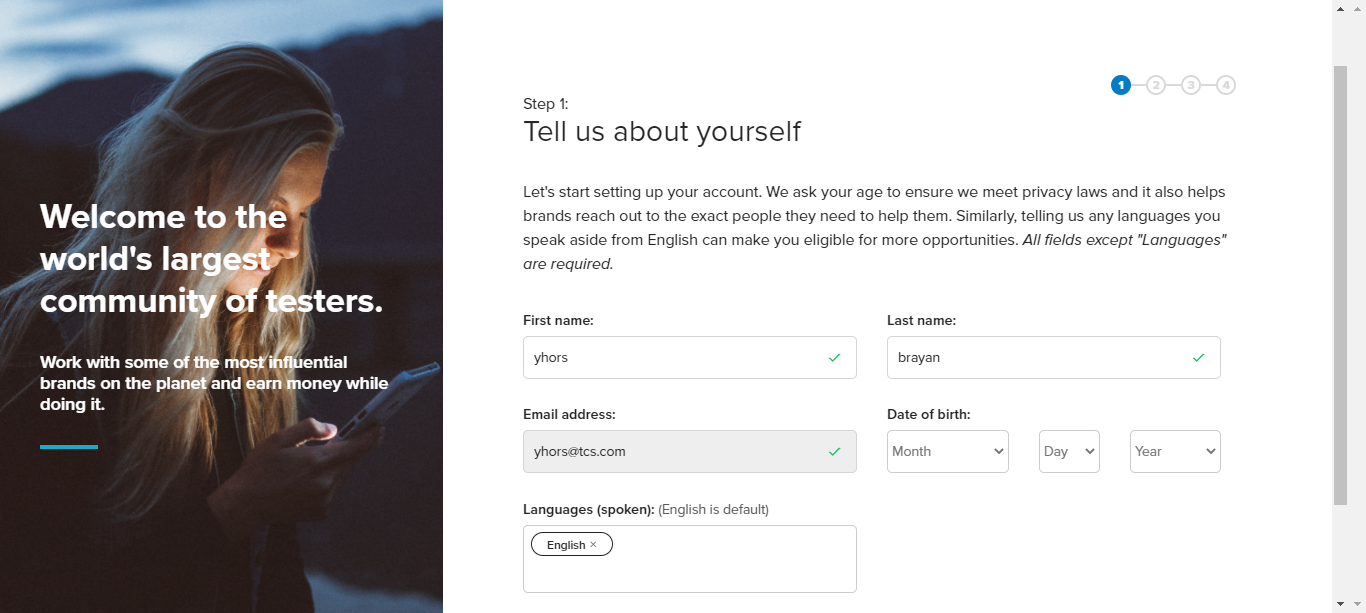 Welcome to the
world's largest
community of testers.
Work with some of the most influential
brands on the planet and earn money while
doing it.
1 2 3 4
Step 1:
Tell us about yourself
Let's start setting up your account. We ask your age to ensure we meet privacy laws and it also helps
brands reach out to the exact people they need to help them. Similarly, telling us any languages you
speak aside from English can make you eligible for more opportunities. All fields except "Languages"
are required.
First name: Last name:
yhors brayan
Email address: Date of birth:
yhors@tcs.com Month Day Year
Languages (spoken): (English is default)
English ×